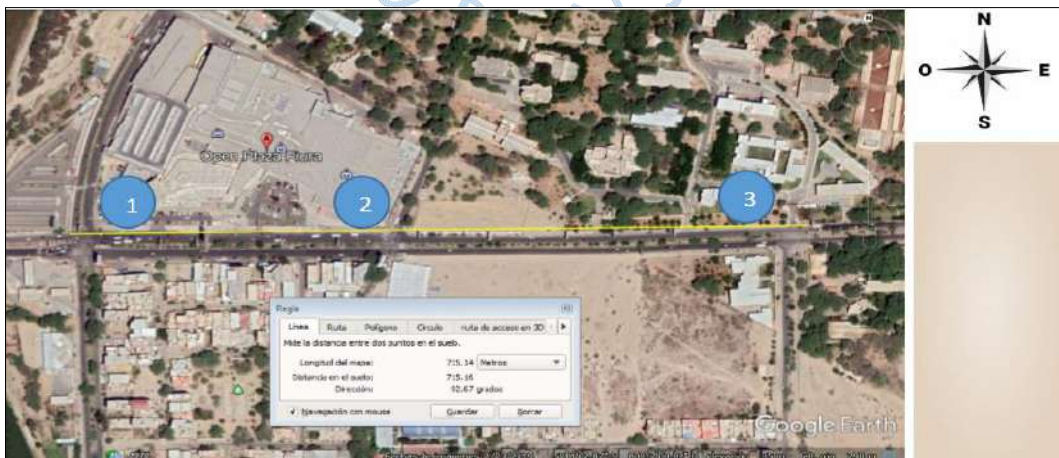 N
O E
S
Open Plaza Piura
1
2
3
Regla
Línea Ruta Polígono Círculo ruta de acceso en 3D
Mide la distancia entre dos puntos en el suelo.
Longitud del mapa: 715.14 Metros
Distancia en el suelo: 715.16
Dirección: 92.67 grados
Navegación con mouse Guardar Borrar
Google Earth